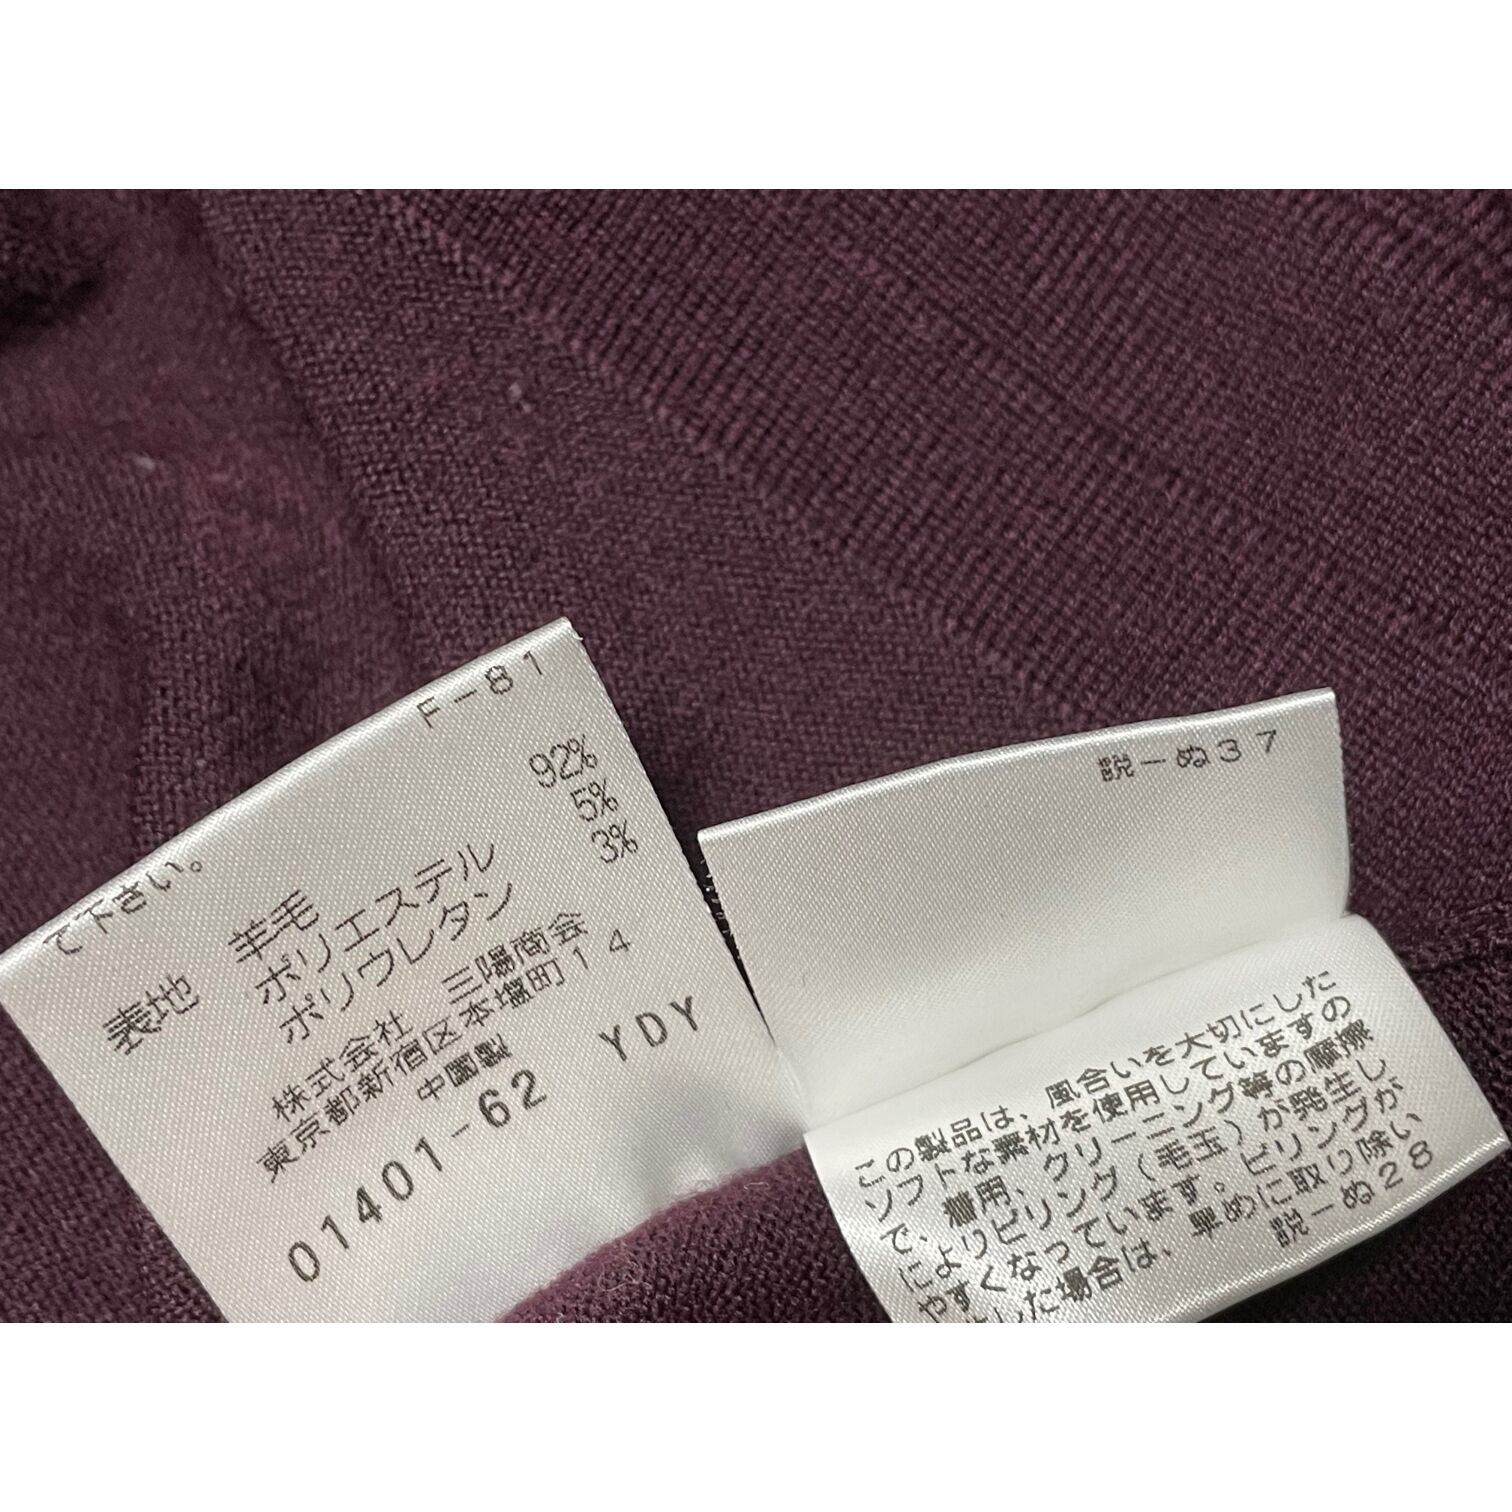 F-81
て下さい。
表地 羊毛 92%
ポリエステル 5%
ポリウレタン 3%
株式会社 三陽商会
東京都新宿区本塩町14
中国製
01401-62 YDY
説-ぬ37
この製品は、風合いを大切にした
ソフトな素材を使用していますの
で、着用、クリーニング等の摩擦
によりピリング(毛玉)が発生し
やすくなっています。ピリングが
した場合は、早めに取り除い
説-ぬ28